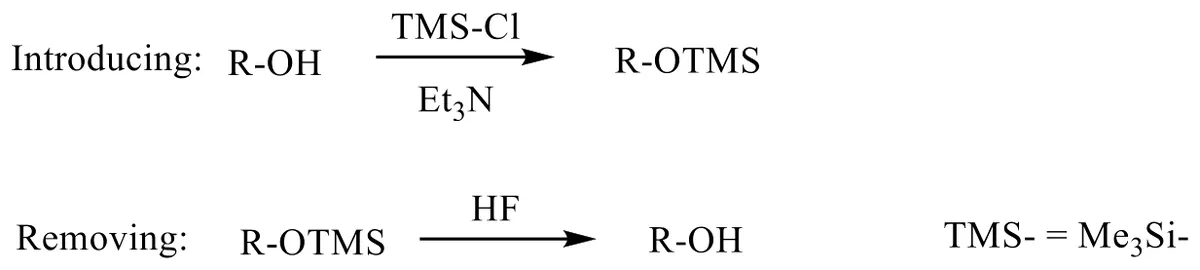 TMS-Cl
Introducing: R-OH R-OTMS
Et₃N
HF
Removing: R-OTMS R-OH TMS- = Me₃Si-